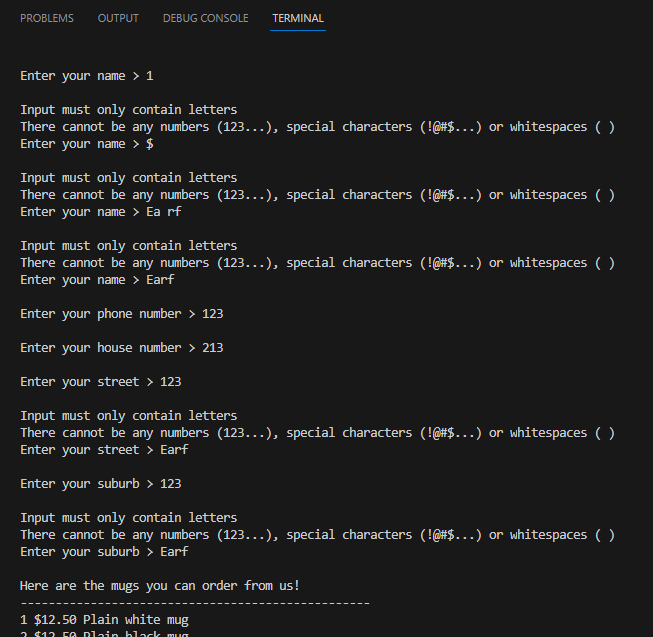 PROBLEMS OUTPUT DEBUG CONSOLE TERMINAL
Enter your name > 1
Input must only contain letters
There cannot be any numbers (123...), special characters (!@#$...) or whitespaces ( )
Enter your name > $
Input must only contain letters
There cannot be any numbers (123...), special characters (!@#$...) or whitespaces ( )
Enter your name > Ea rf
Input must only contain letters
There cannot be any numbers (123...), special characters (!@#$...) or whitespaces ( )
Enter your name > Earf
Enter your phone number > 123
Enter your house number > 213
Enter your street > 123
Input must only contain letters
There cannot be any numbers (123...), special characters (!@#$...) or whitespaces ( )
Enter your street > Earf
Enter your suburb > 123
Input must only contain letters
There cannot be any numbers (123...), special characters (!@#$...) or whitespaces ( )
Enter your suburb > Earf
Here are the mugs you can order from us!
--------------------------------------------------
1 $12.50 Plain white mug
2 $12.50 Plain black mug